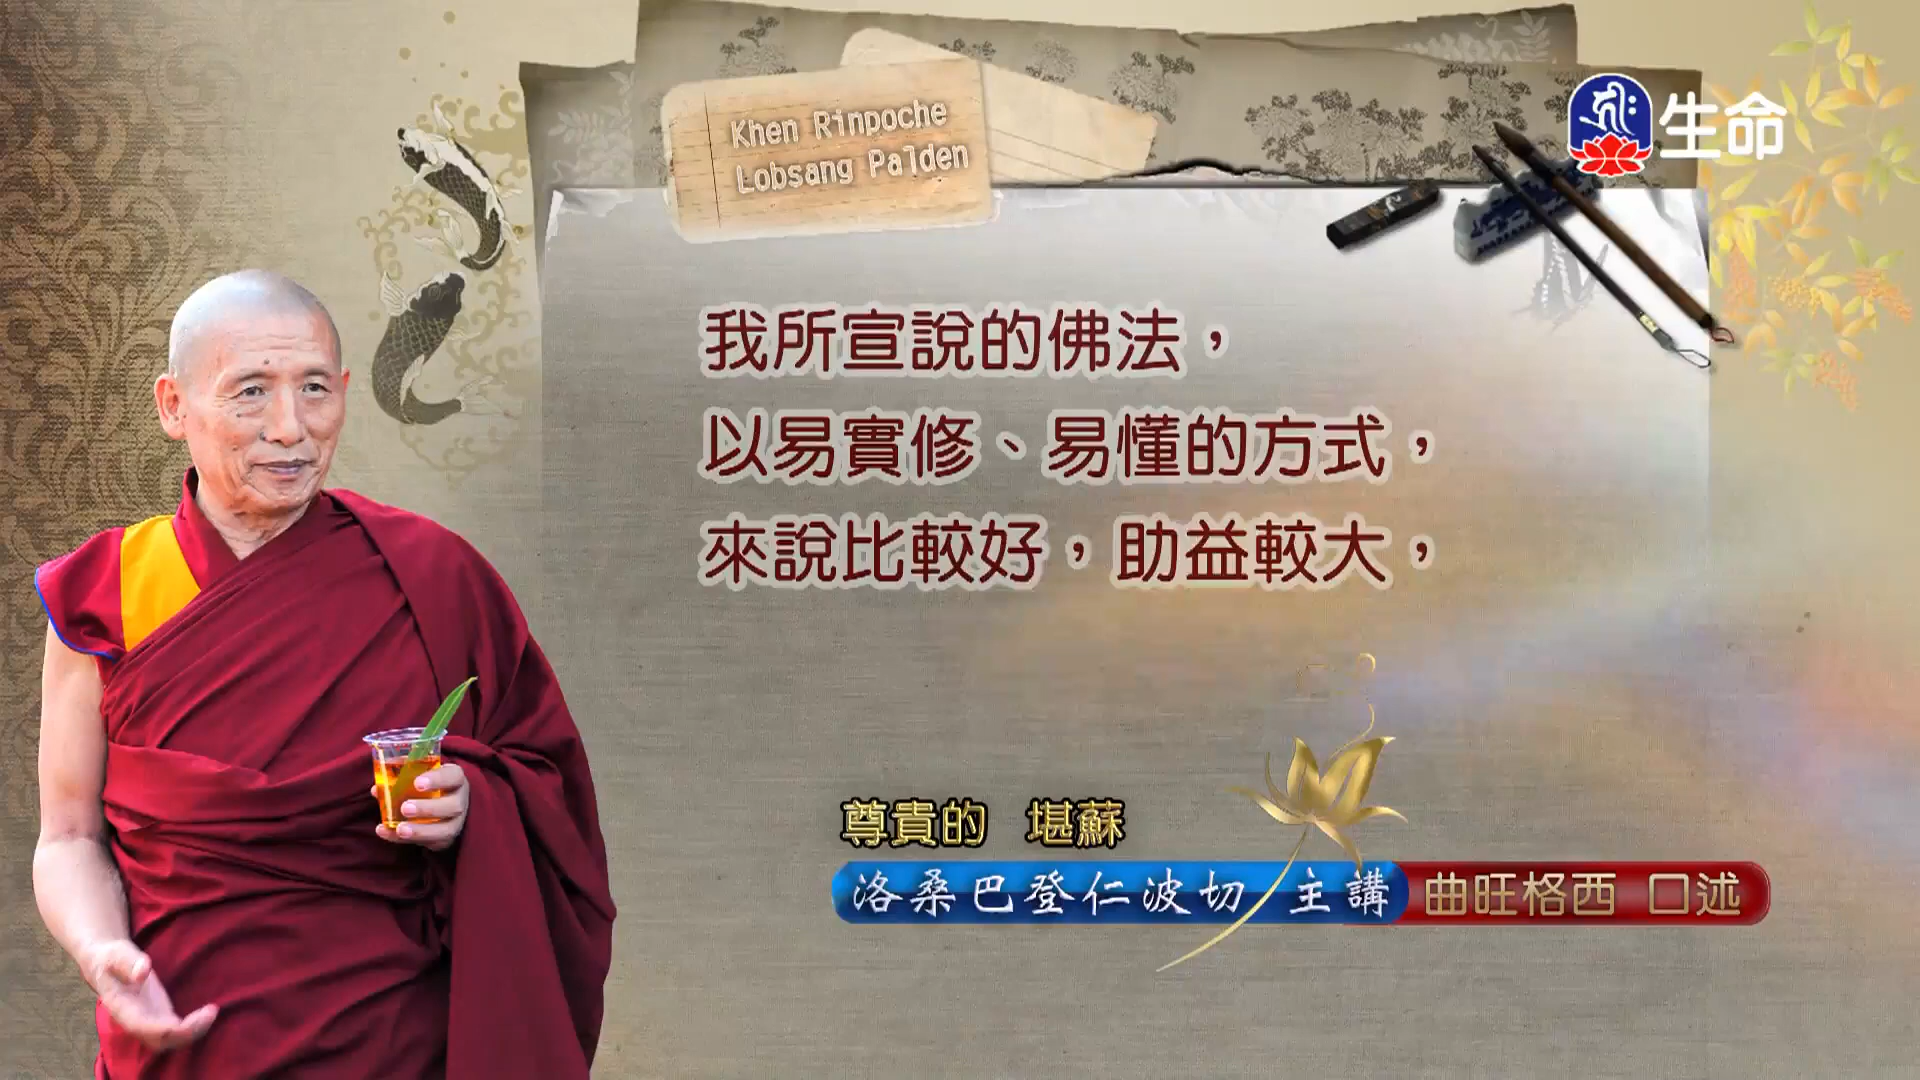 Khen Rinpoche
Lobsang Palden
生命
我所宣說的佛法，
以易實修、易懂的方式，
來說比較好，助益較大，
尊貴的 堪蘇
洛桑巴登仁波切 主講
曲旺格西 口述